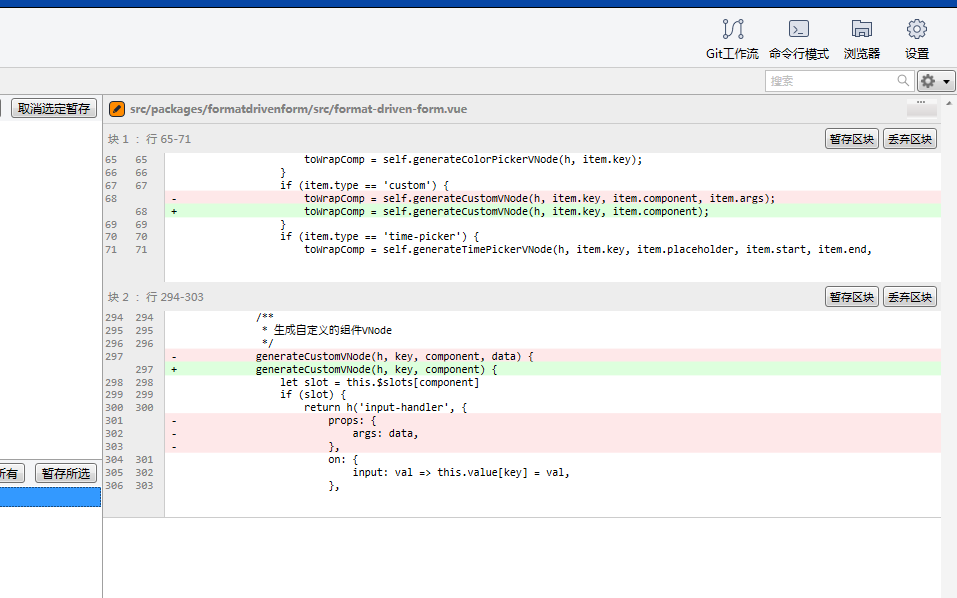 Git工作流 命令行模式 浏览器 设置
搜索
取消选定暂存
src/packages/formatdrivenform/src/format-driven-form.vue
块 1 : 行 65-71 暂存区块 丢弃区块
65 65 toWrapComp = self.generateColorPickerVNode(h, item.key);
66 66 }
67 67 if (item.type == 'custom') {
68 - toWrapComp = self.generateCustomVNode(h, item.key, item.component, item.args);
68 + toWrapComp = self.generateCustomVNode(h, item.key, item.component);
69 69 }
70 70 if (item.type == 'time-picker') {
71 71 toWrapComp = self.generateTimePickerVNode(h, item.key, item.placeholder, item.start, item.end,
块 2 : 行 294-303 暂存区块 丢弃区块
294 294 /**
295 295 * 生成自定义的组件VNode
296 296 */
297 - generateCustomVNode(h, key, component, data) {
297 + generateCustomVNode(h, key, component) {
298 298 let slot = this.$slots[component]
299 299 if (slot) {
300 300 return h('input-handler', {
301 - props: {
302 - args: data,
303 - },
304 301 on: {
305 302 input: val => this.value[key] = val,
306 303 },
所有 暂存所选